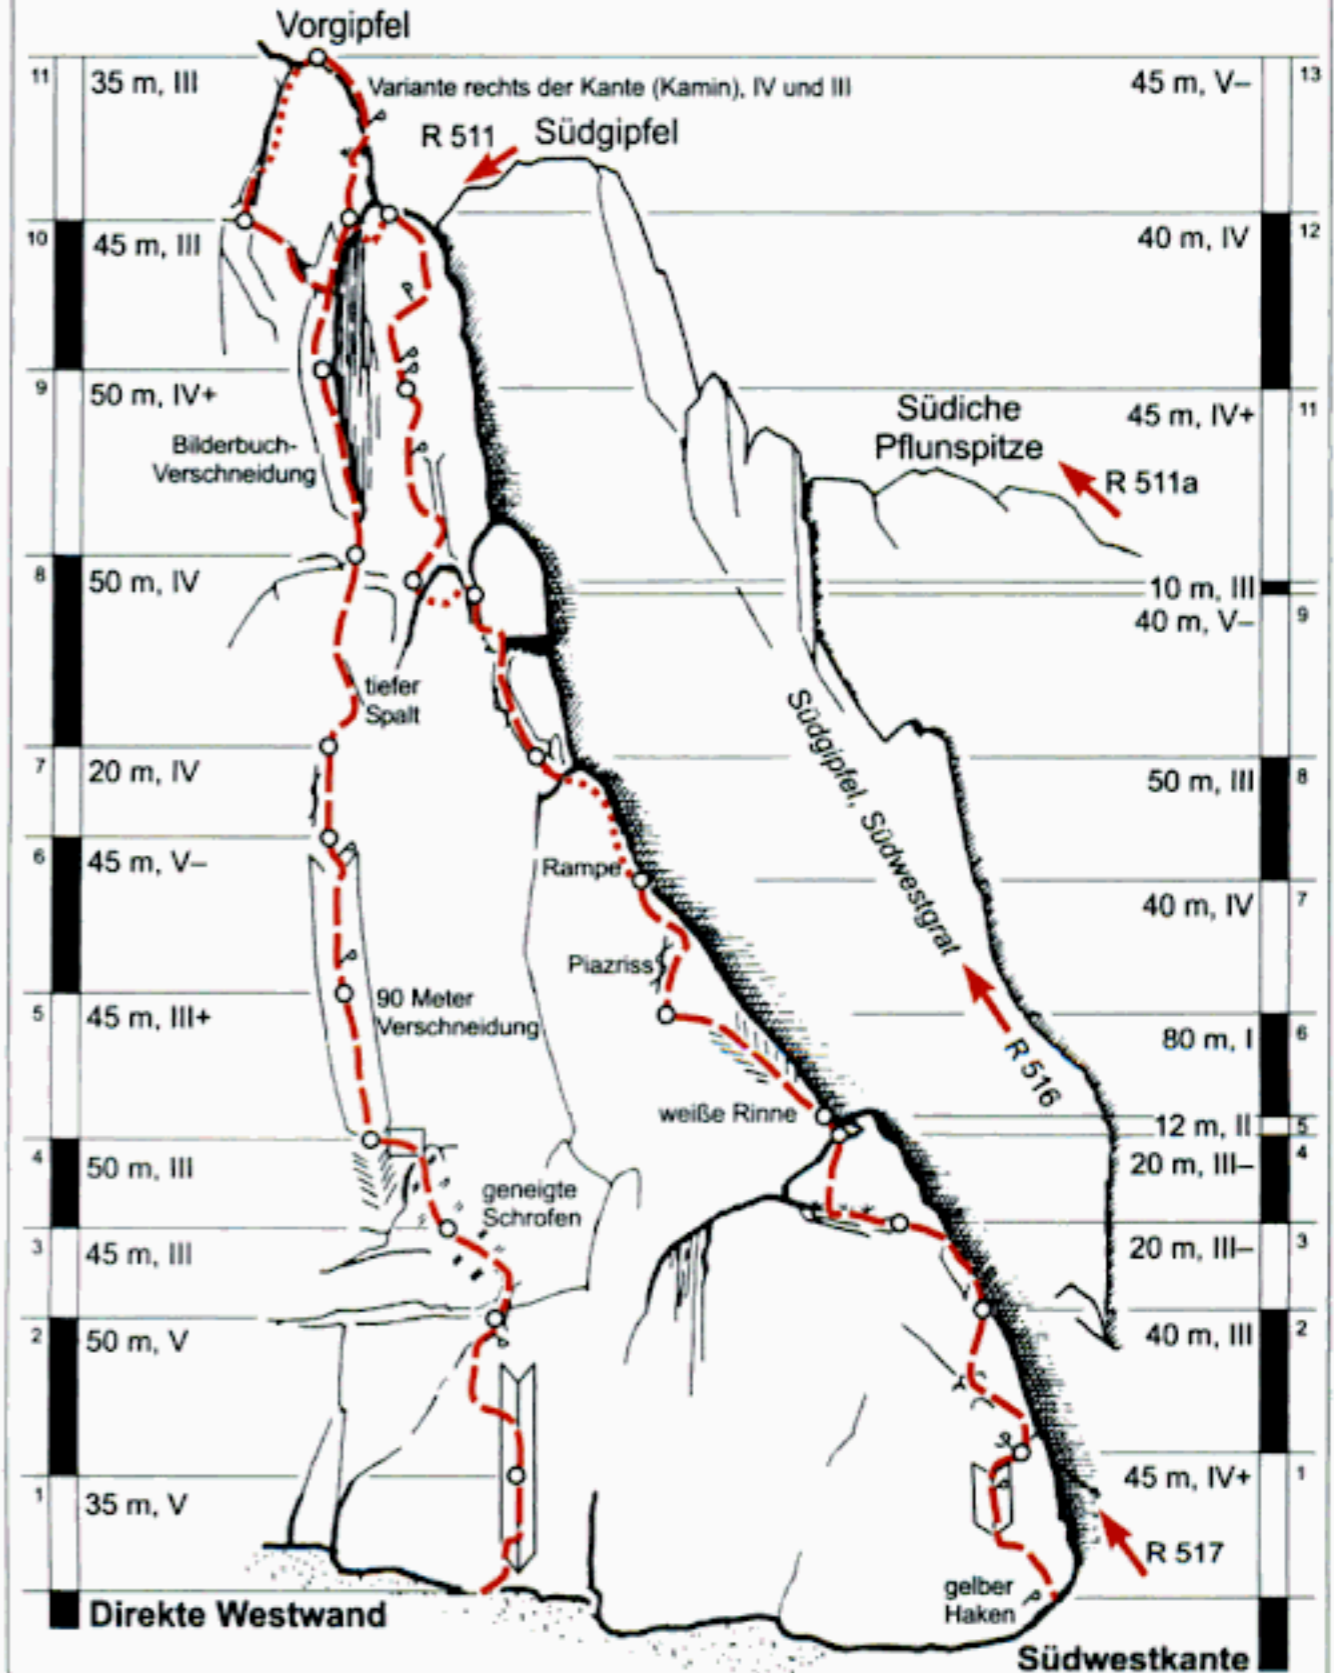 Vorgipfel
11
35 m, III
Variante rechts der Kante (Kamin), IV und III
45 m, V–
13
R 511
Südgipfel
10
45 m, III
40 m, IV
12
9
50 m, IV+
Südiche
Pflunspitze
45 m, IV+
11
Bilderbuch-
Verschneidung
R 511a
8
50 m, IV
10 m, III
40 m, V–
9
tiefer
Spalt
Südgipfel, Südwestgrat
7
20 m, IV
50 m, III
8
6
45 m, V–
Rampe
40 m, IV
7
Piazriss
5
45 m, III+
90 Meter
Verschneidung
80 m, I
6
R 516
weiße Rinne
12 m, II
5
4
50 m, III
20 m, III–
4
geneigte
Schrofen
3
45 m, III
20 m, III–
3
2
50 m, V
40 m, III
2
1
35 m, V
45 m, IV+
1
R 517
gelber
Haken
Direkte Westwand
Südwestkante